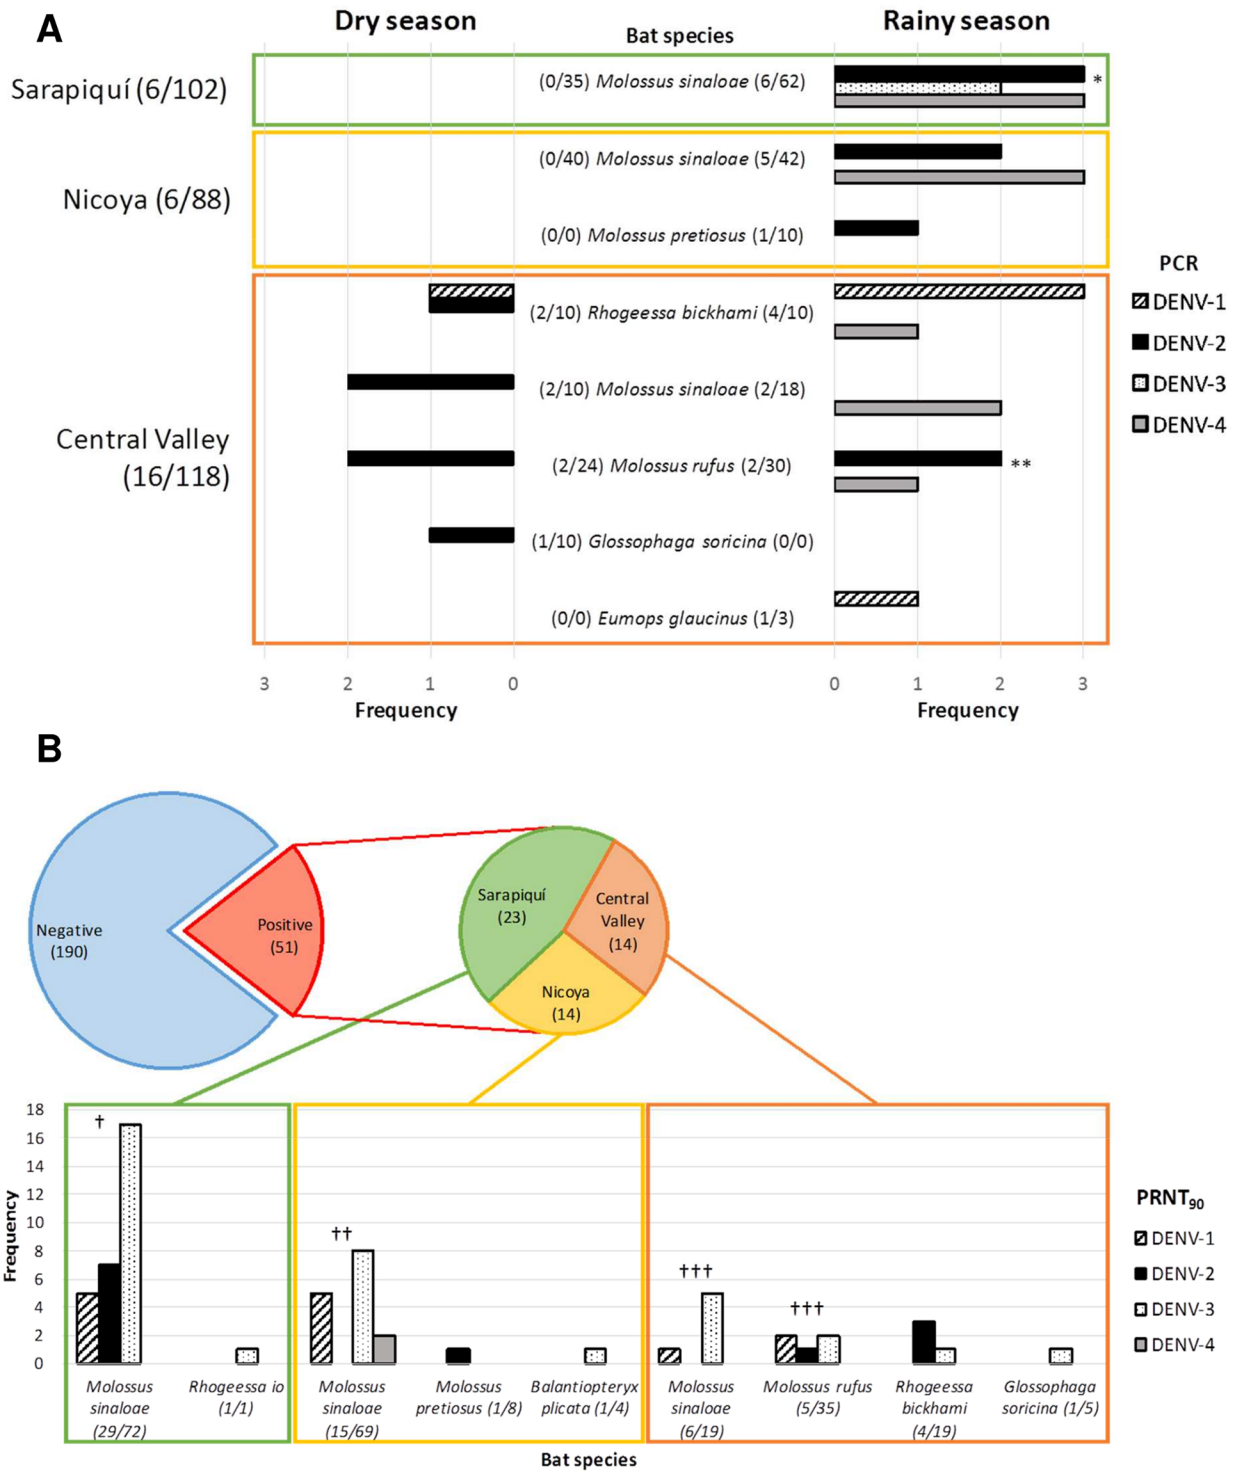 A
Dry season
Bat species
Rainy season
Sarapiquí (6/102)
(0/35) Molossus sinaloae (6/62)
*
Nicoya (6/88)
(0/40) Molossus sinaloae (5/42)
(0/0) Molossus pretiosus (1/10)
Central Valley
(16/118)
(2/10) Rhogeessa bickhami (4/10)
(2/10) Molossus sinaloae (2/18)
(2/24) Molossus rufus (2/30)
**
(1/10) Glossophaga soricina (0/0)
(0/0) Eumops glaucinus (1/3)
PCR
DENV-1
DENV-2
DENV-3
DENV-4
3 2 1 0
0 1 2 3
Frequency
Frequency
B
Negative
(190)
Positive
(51)
Sarapiquí
(23)
Central
Valley
(14)
Nicoya
(14)
18
16
14
12
10
8
6
4
2
0
Frequency
†
††
†††
†††
Molossus
sinaloae
(29/72)
Rhogeessa io
(1/1)
Molossus
sinaloae
(15/69)
Molossus
pretiosus (1/8)
Balantiopteryx
plicata (1/4)
Molossus
sinaloae
(6/19)
Molossus rufus
(5/35)
Rhogeessa
bickhami
(4/19)
Glossophaga
soricina (1/5)
Bat species
PRNT90
DENV-1
DENV-2
DENV-3
DENV-4